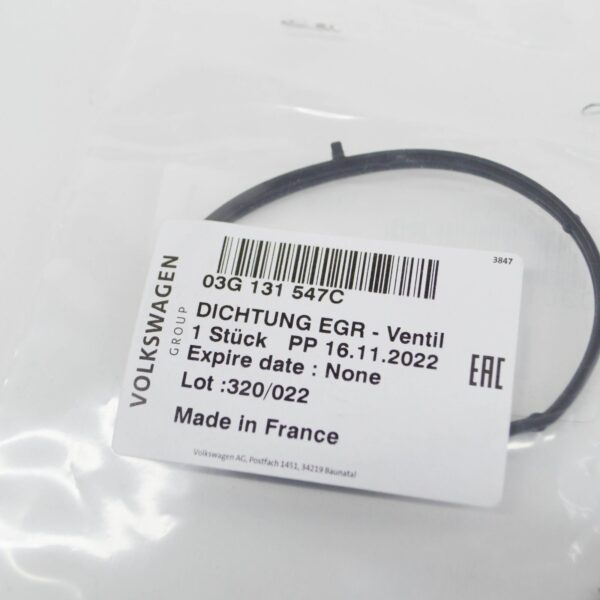 3847
03G 131 547C
DICHTUNG EGR - Ventil
1 Stück PP 16.11.2022
Expire date : None
Lot :320/022
Made in France
VOLKSWAGEN
GROUP
EAC
Volkswagen AG, Postfach 1451, 34219 Baunatal